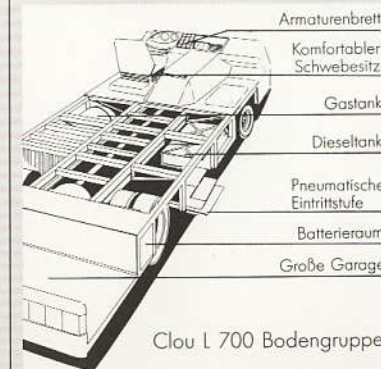 Armaturenbrett
Komfortabler
Schwebesitz
Gastank
Dieseltank
Pneumatische
Eintrittstufe
Batterieraum
Große Garage
Clou L 700 Bodengruppe